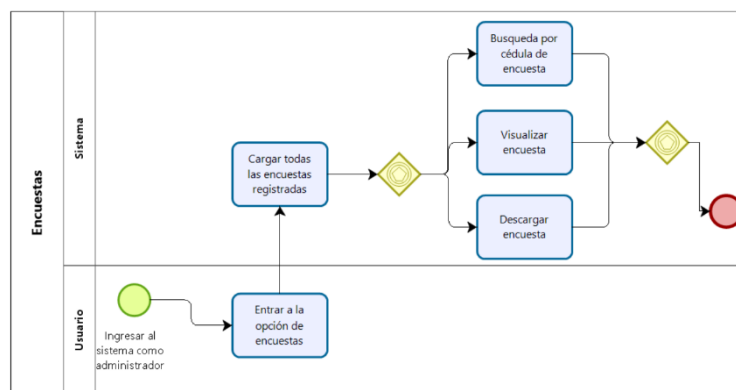 Encuestas
Sistema
Usuario
Busqueda por
cédula de
encuesta
Visualizar
encuesta
Descargar
encuesta
Cargar todas
las encuestas
registradas
Entrar a la
opción de
encuestas
Ingresar al
sistema como
administrador